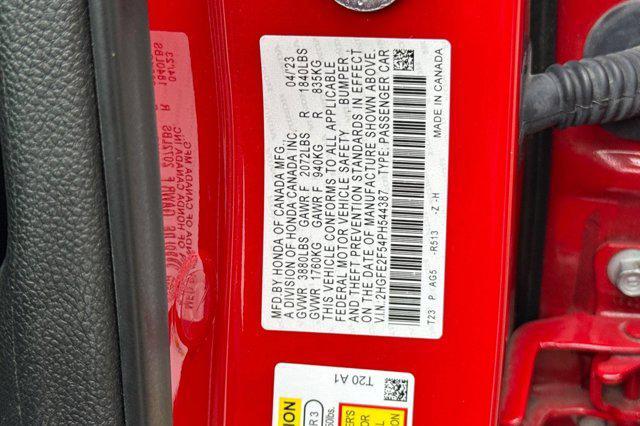 MFD.BY HONDA OF CANADA MFG.
A DIVISION OF HONDA CANADA INC. 04/23
GVWR 3880LBS GAWR F 2072LBS R 1840LBS
GVWR 1760KG GAWR F 940KG R 835KG
THIS VEHICLE CONFORMS TO ALL APPLICABLE
FEDERAL MOTOR VEHICLE SAFETY, BUMPER,
AND THEFT PREVENTION STANDARDS IN EFFECT
ON THE DATE OF MANUFACTURE SHOWN ABOVE.
V.I.N.:2HGFE2F54PH544387 TYPE: PASSENGER CAR
T23 P AG5 -R513 -Z -H MADE IN CANADA
T20 A1